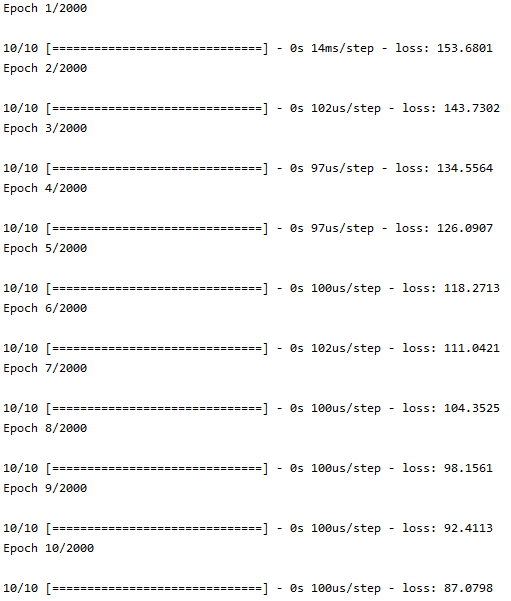 Epoch 1/2000
10/10 [==============================] - 0s 14ms/step - loss: 153.6801
Epoch 2/2000
10/10 [==============================] - 0s 102us/step - loss: 143.7302
Epoch 3/2000
10/10 [==============================] - 0s 97us/step - loss: 134.5564
Epoch 4/2000
10/10 [==============================] - 0s 97us/step - loss: 126.0907
Epoch 5/2000
10/10 [==============================] - 0s 100us/step - loss: 118.2713
Epoch 6/2000
10/10 [==============================] - 0s 102us/step - loss: 111.0421
Epoch 7/2000
10/10 [==============================] - 0s 100us/step - loss: 104.3525
Epoch 8/2000
10/10 [==============================] - 0s 100us/step - loss: 98.1561
Epoch 9/2000
10/10 [==============================] - 0s 100us/step - loss: 92.4113
Epoch 10/2000
10/10 [==============================] - 0s 100us/step - loss: 87.0798